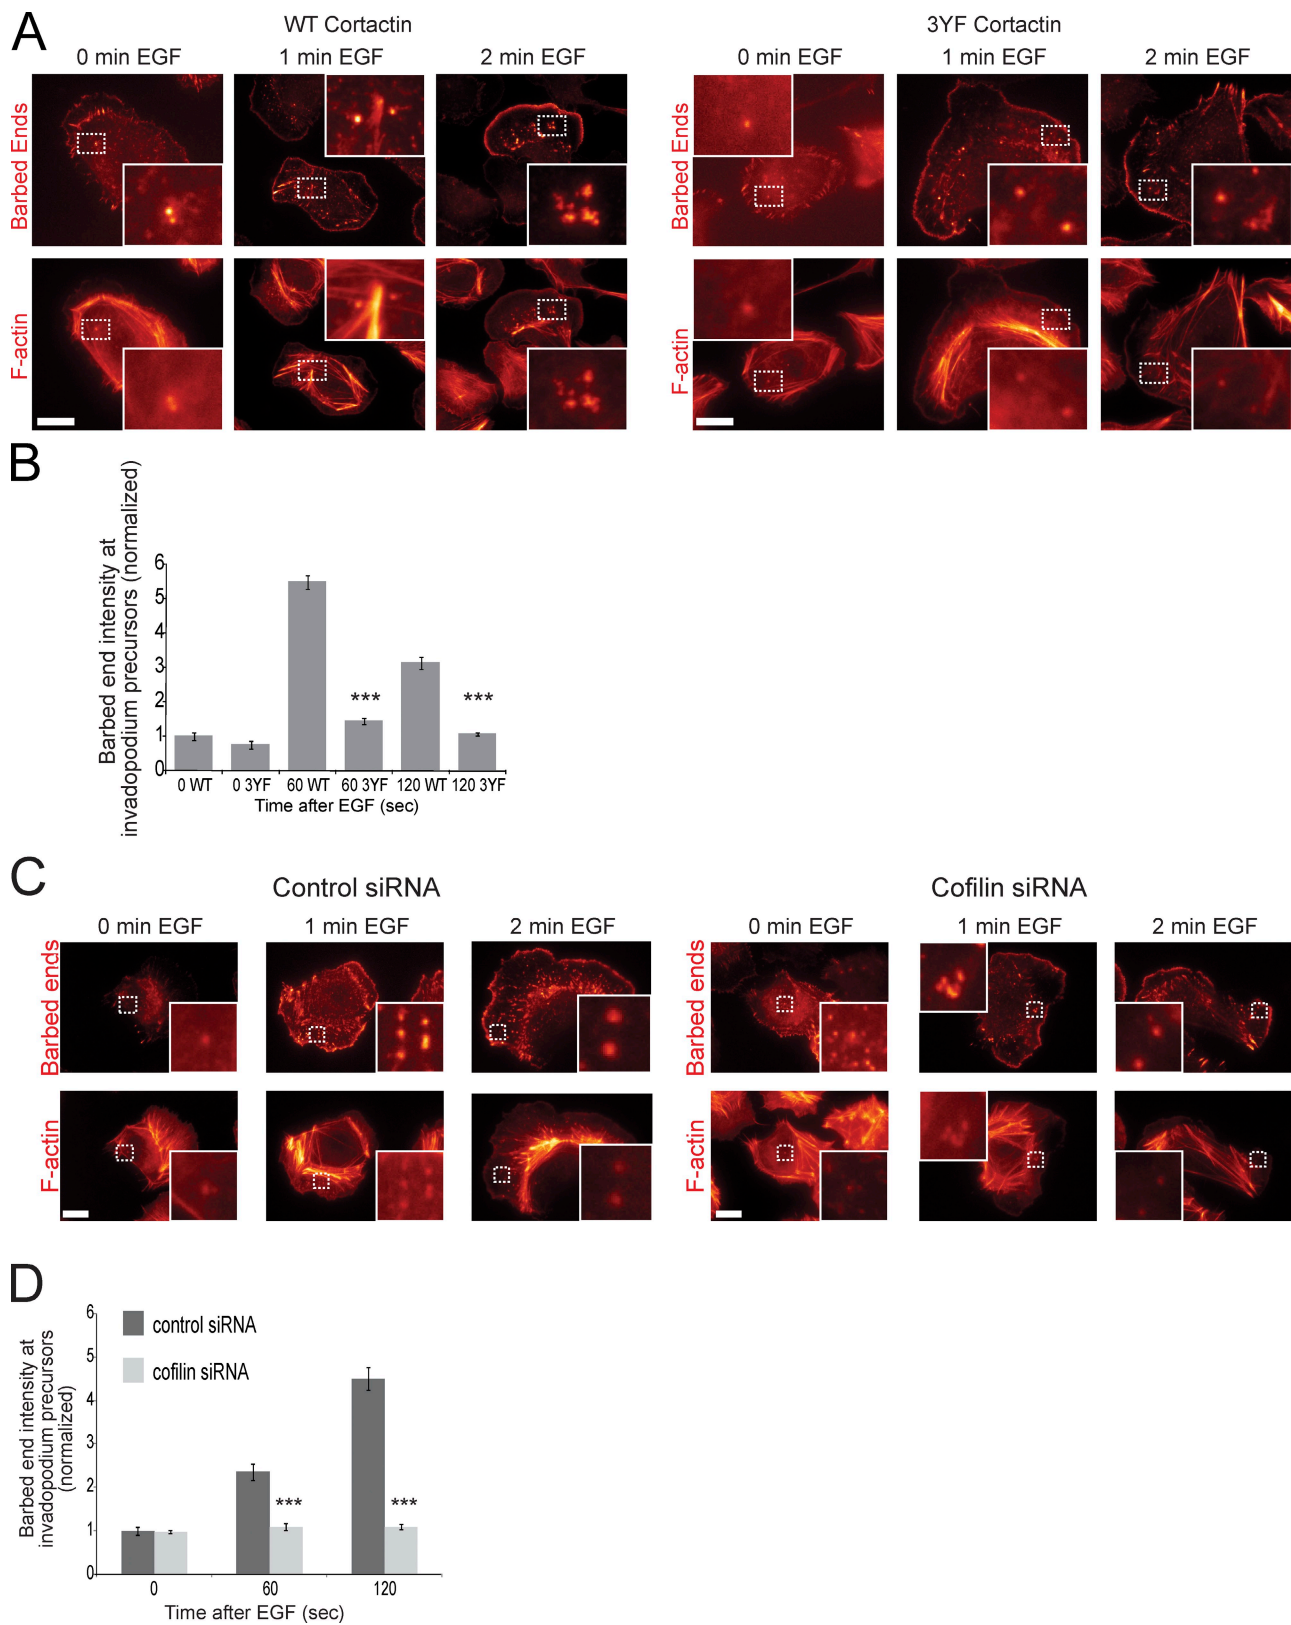 A
WT Cortactin
3YF Cortactin
0 min EGF
1 min EGF
2 min EGF
0 min EGF
1 min EGF
2 min EGF
Barbed Ends
Barbed Ends
F-actin
F-actin
B
Barbed end intensity at
invadopodium precursors (normalized)
6
5
4
3
2
1
0
***
***
0 WT
0 3YF
60 WT
60 3YF
120 WT
120 3YF
Time after EGF (sec)
C
Control siRNA
Cofilin siRNA
0 min EGF
1 min EGF
2 min EGF
0 min EGF
1 min EGF
2 min EGF
Barbed ends
Barbed ends
F-actin
F-actin
D
Barbed end intensity at
invadopodium precursors
(normalized)
6
5
4
3
2
1
0
control siRNA
cofilin siRNA
***
***
0
60
120
Time after EGF (sec)